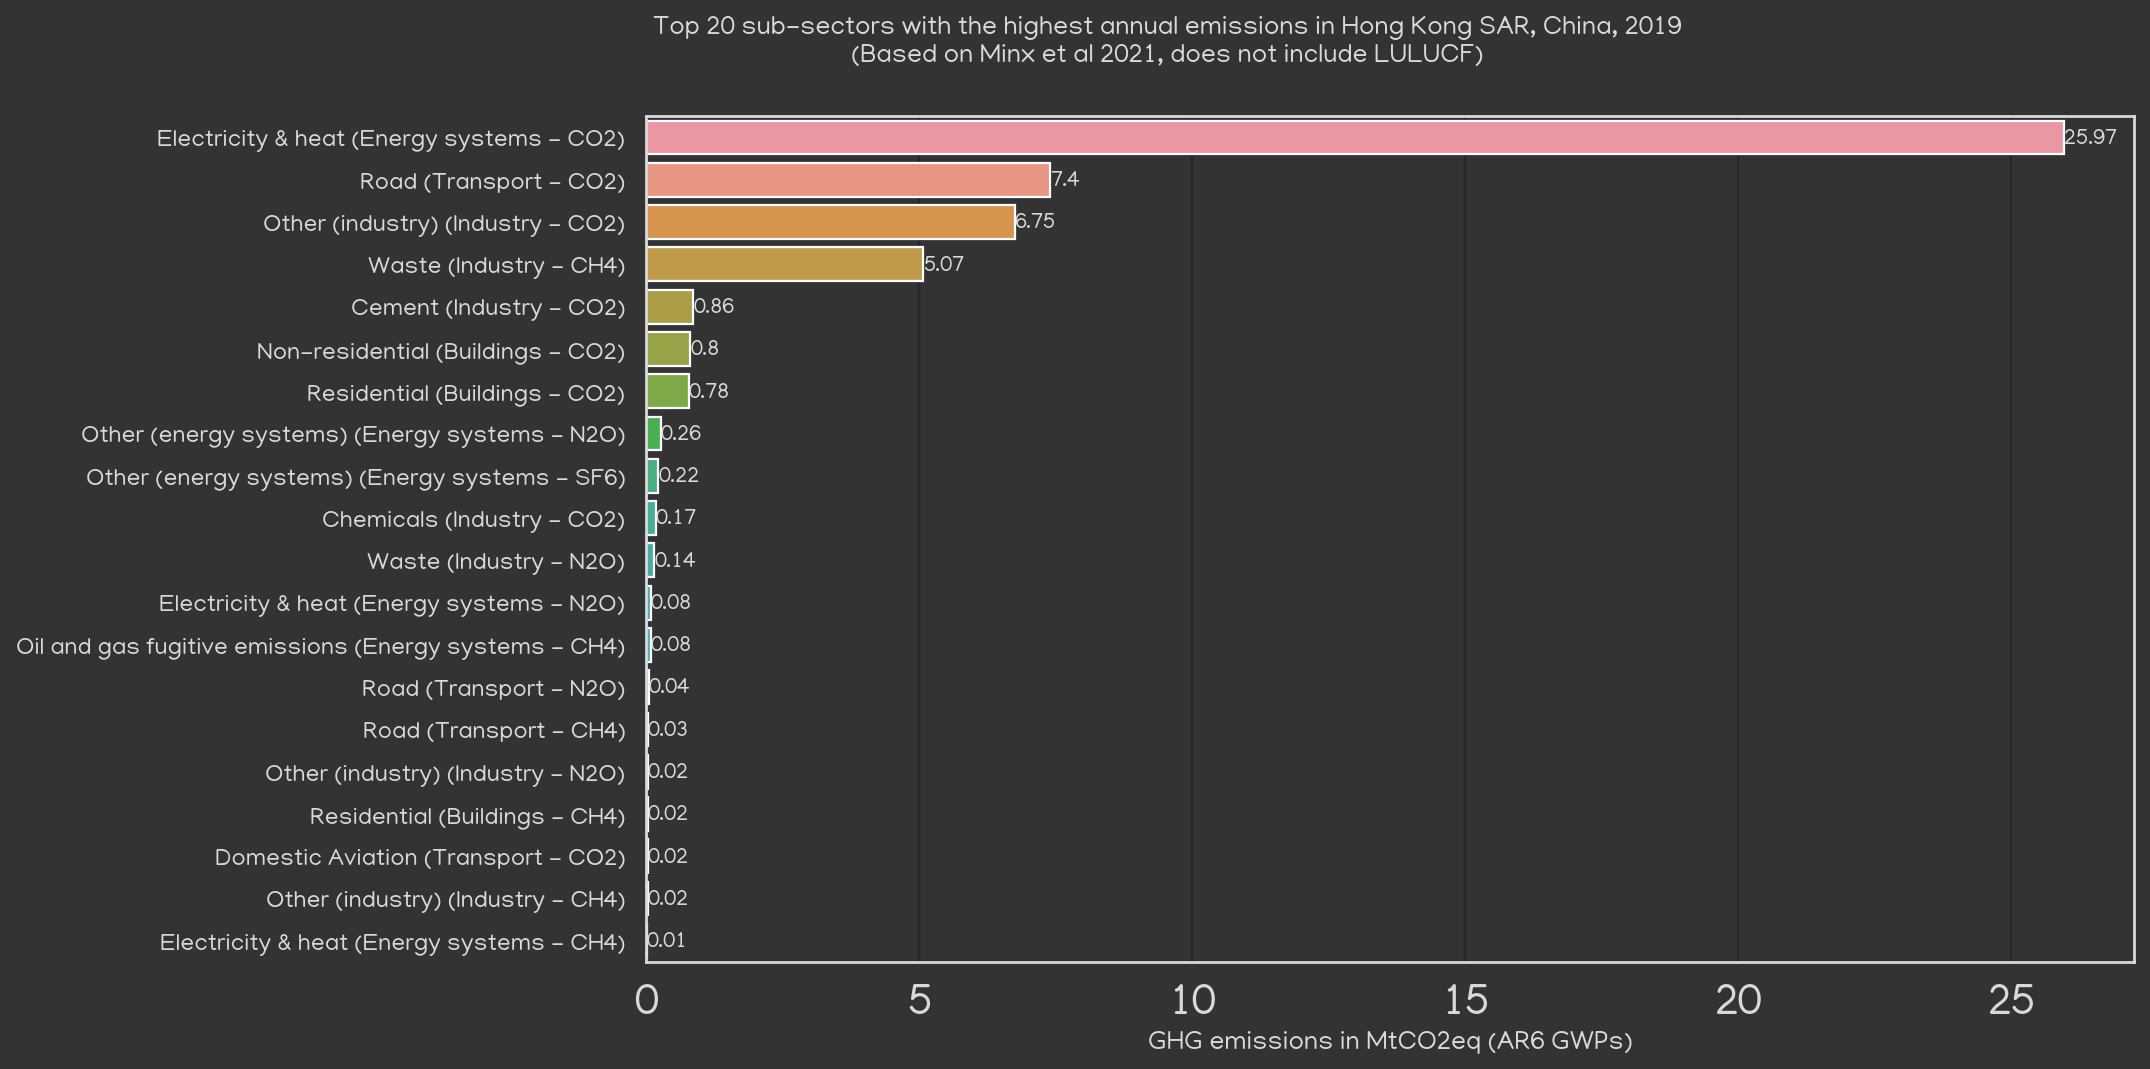 Top 20 sub-sectors with the highest annual emissions in Hong Kong SAR, China, 2019
(Based on Minx et al 2021, does not include LULUCF)
Electricity & heat (Energy systems - CO2) 25.97
Road (Transport - CO2) 7.4
Other (industry) (Industry - CO2) 6.75
Waste (Industry - CH4) 5.07
Cement (Industry - CO2) 0.86
Non-residential (Buildings - CO2) 0.8
Residential (Buildings - CO2) 0.78
Other (energy systems) (Energy systems - N2O) 0.26
Other (energy systems) (Energy systems - SF6) 0.22
Chemicals (Industry - CO2) 0.17
Waste (Industry - N2O) 0.14
Electricity & heat (Energy systems - N2O) 0.08
Oil and gas fugitive emissions (Energy systems - CH4) 0.08
Road (Transport - N2O) 0.04
Road (Transport - CH4) 0.03
Other (industry) (Industry - N2O) 0.02
Residential (Buildings - CH4) 0.02
Domestic Aviation (Transport - CO2) 0.02
Other (industry) (Industry - CH4) 0.02
Electricity & heat (Energy systems - CH4) 0.01
0 5 10 15 20 25
GHG emissions in MtCO2eq (AR6 GWPs)